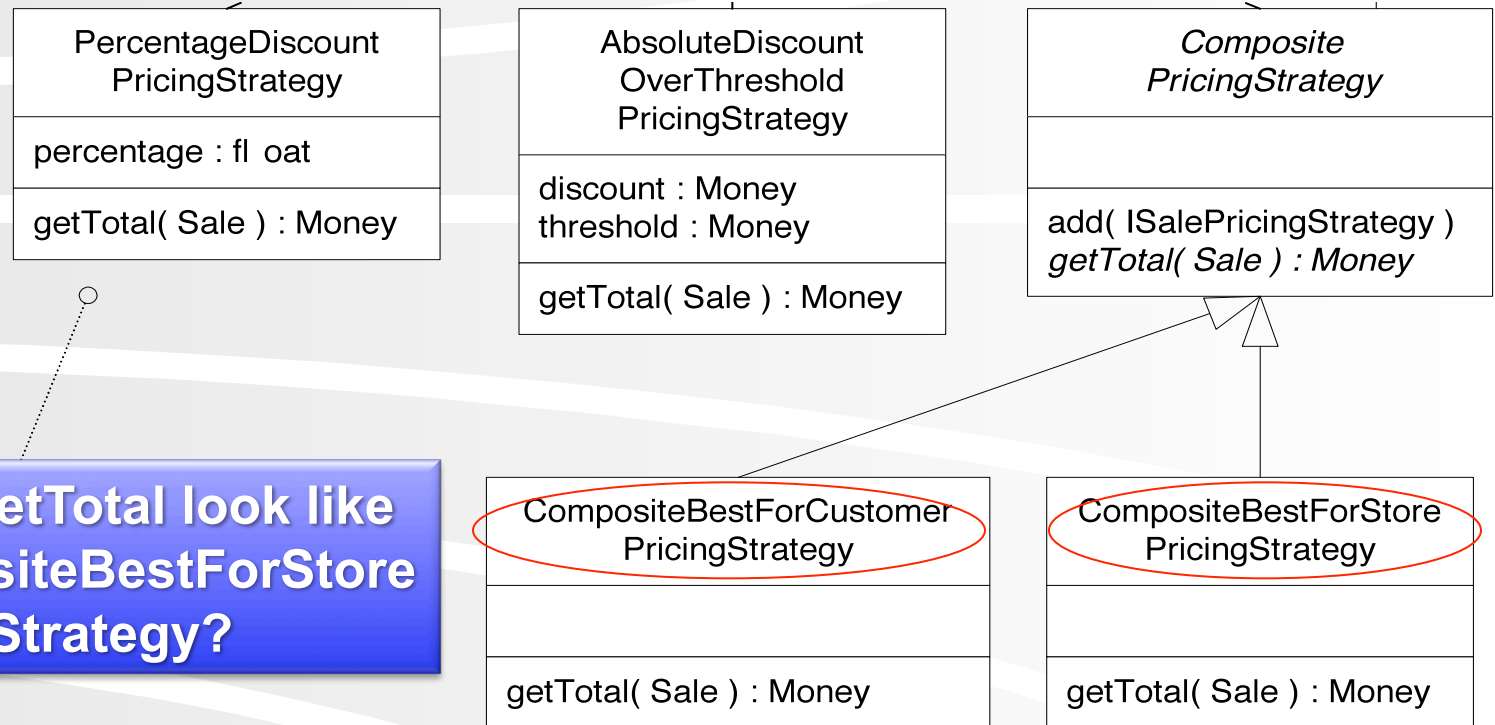 PercentageDiscount
PricingStrategy
percentage : fl oat
getTotal( Sale ) : Money
AbsoluteDiscount
OverThreshold
PricingStrategy
discount : Money
threshold : Money
getTotal( Sale ) : Money
Composite
PricingStrategy
add( ISalePricingStrategy )
getTotal( Sale ) : Money
etTotal look like
siteBestForStore
Strategy?
CompositeBestForCustomer
PricingStrategy
getTotal( Sale ) : Money
CompositeBestForStore
PricingStrategy
getTotal( Sale ) : Money